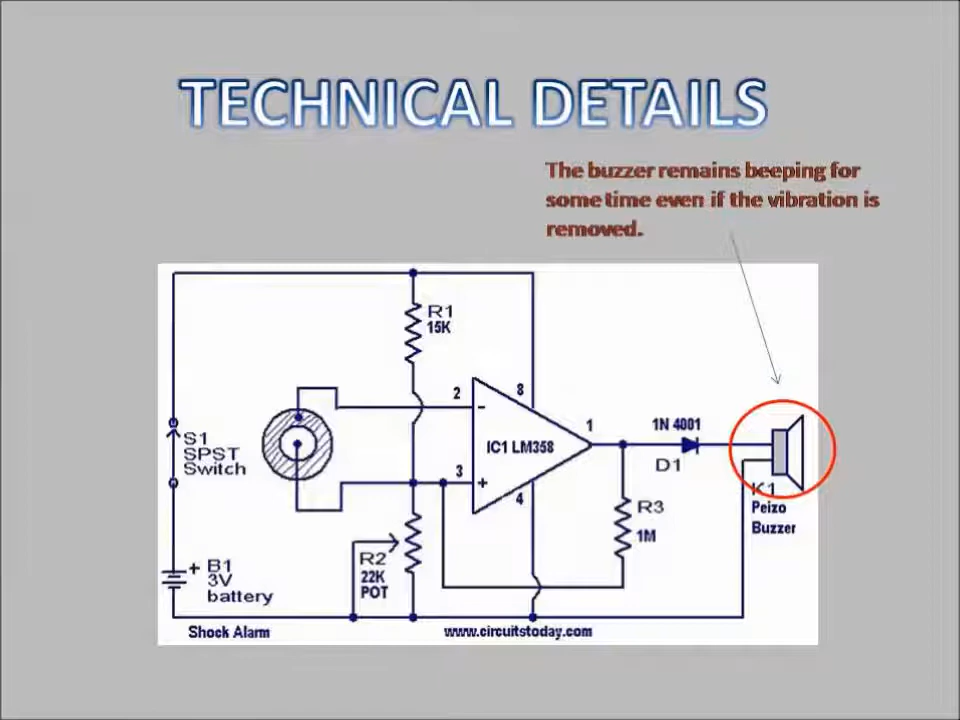 TECHNICAL DETAILS
The buzzer remains beeping for
some time even if the vibration is
removed.
R1
15K
2
8
-
S1
SPST
Switch
IC1 LM358
1
1N 4001
D1
3
+
4
K1
Peizo
Buzzer
R3
1M
R2
22K
POT
+ B1
3V
battery
Shock Alarm
www.circuitstoday.com